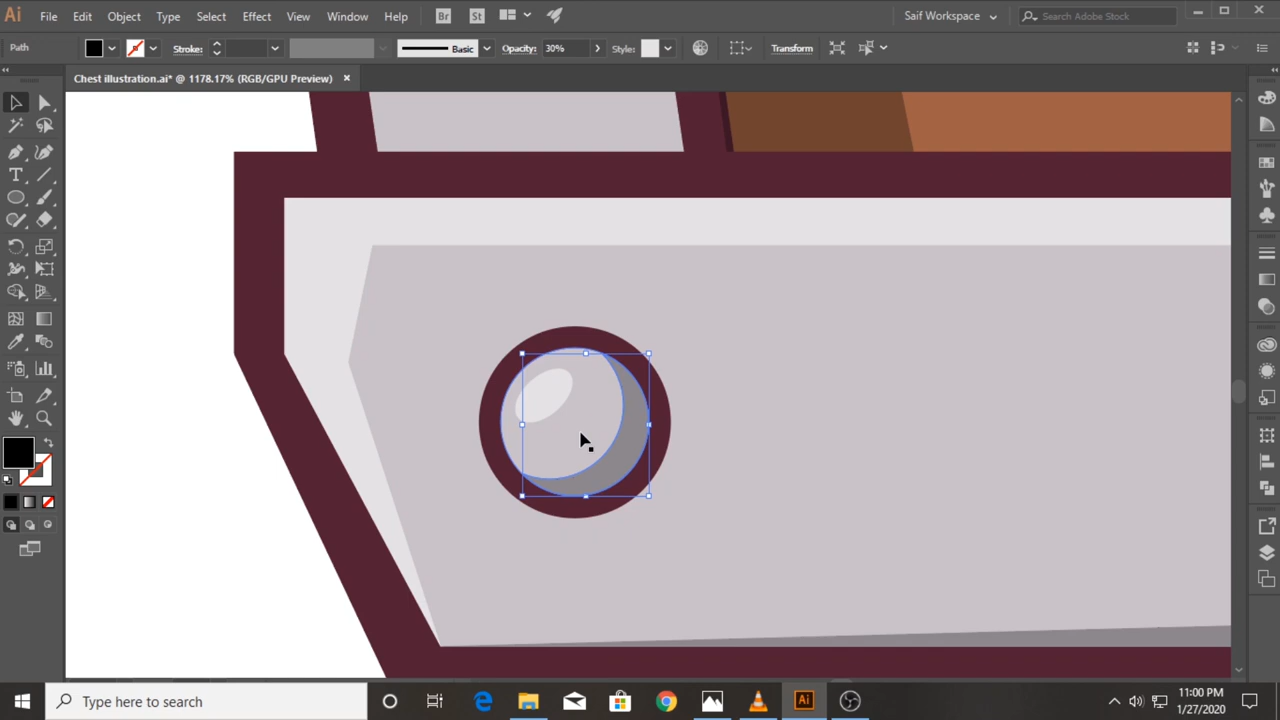 Ai File Edit Object Type Select Effect View Window Help Br St Saif Workspace Search Adobe Stock
Path Stroke: Basic Opacity: 30% Style: Transform
Chest illustration.ai* @ 1178.17% (RGB/GPU Preview)
Type here to search Ai 11:00 PM
1/27/2020